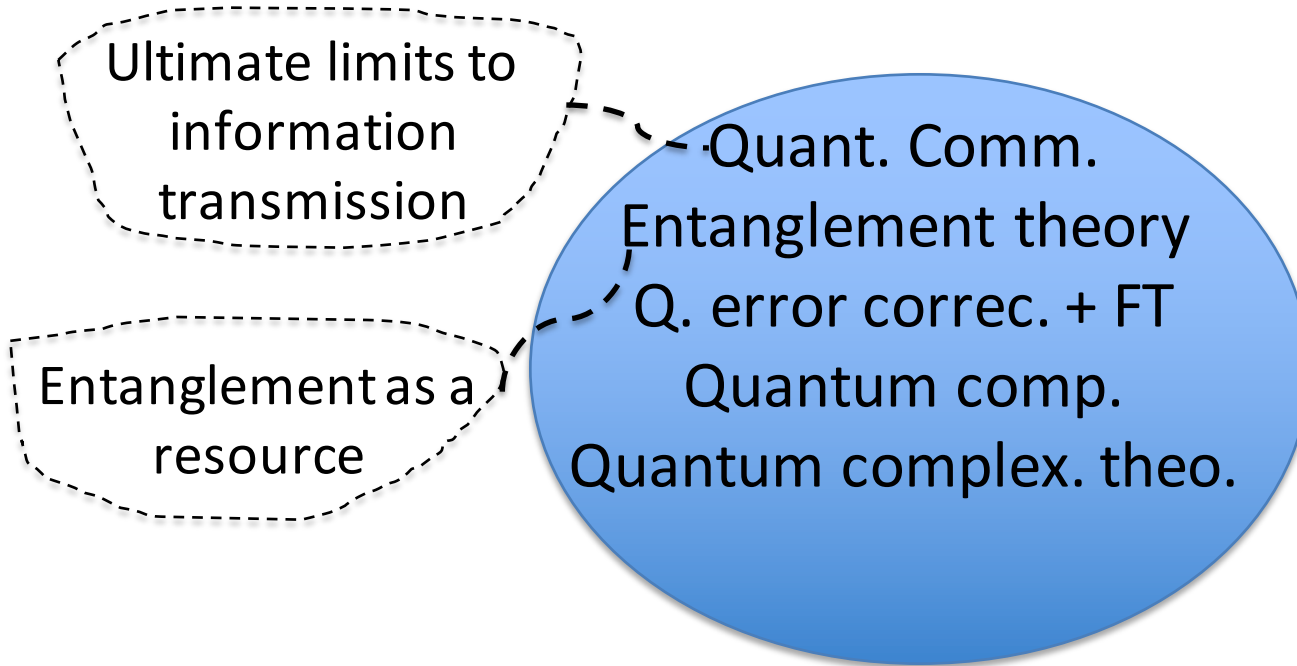 Ultimate limits to
information
transmission
Entanglement as a
resource
Quant. Comm.
Entanglement theory
Q. error correc. + FT
Quantum comp.
Quantum complex. theo.